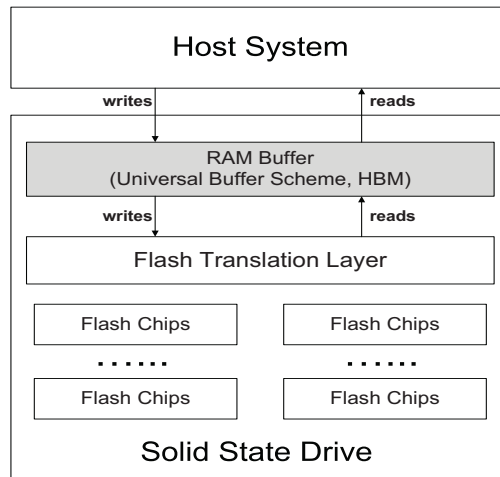 Host System
writes reads
RAM Buffer
(Universal Buffer Scheme, HBM)
writes reads
Flash Translation Layer
Flash Chips Flash Chips
...... ......
Flash Chips Flash Chips
Solid State Drive